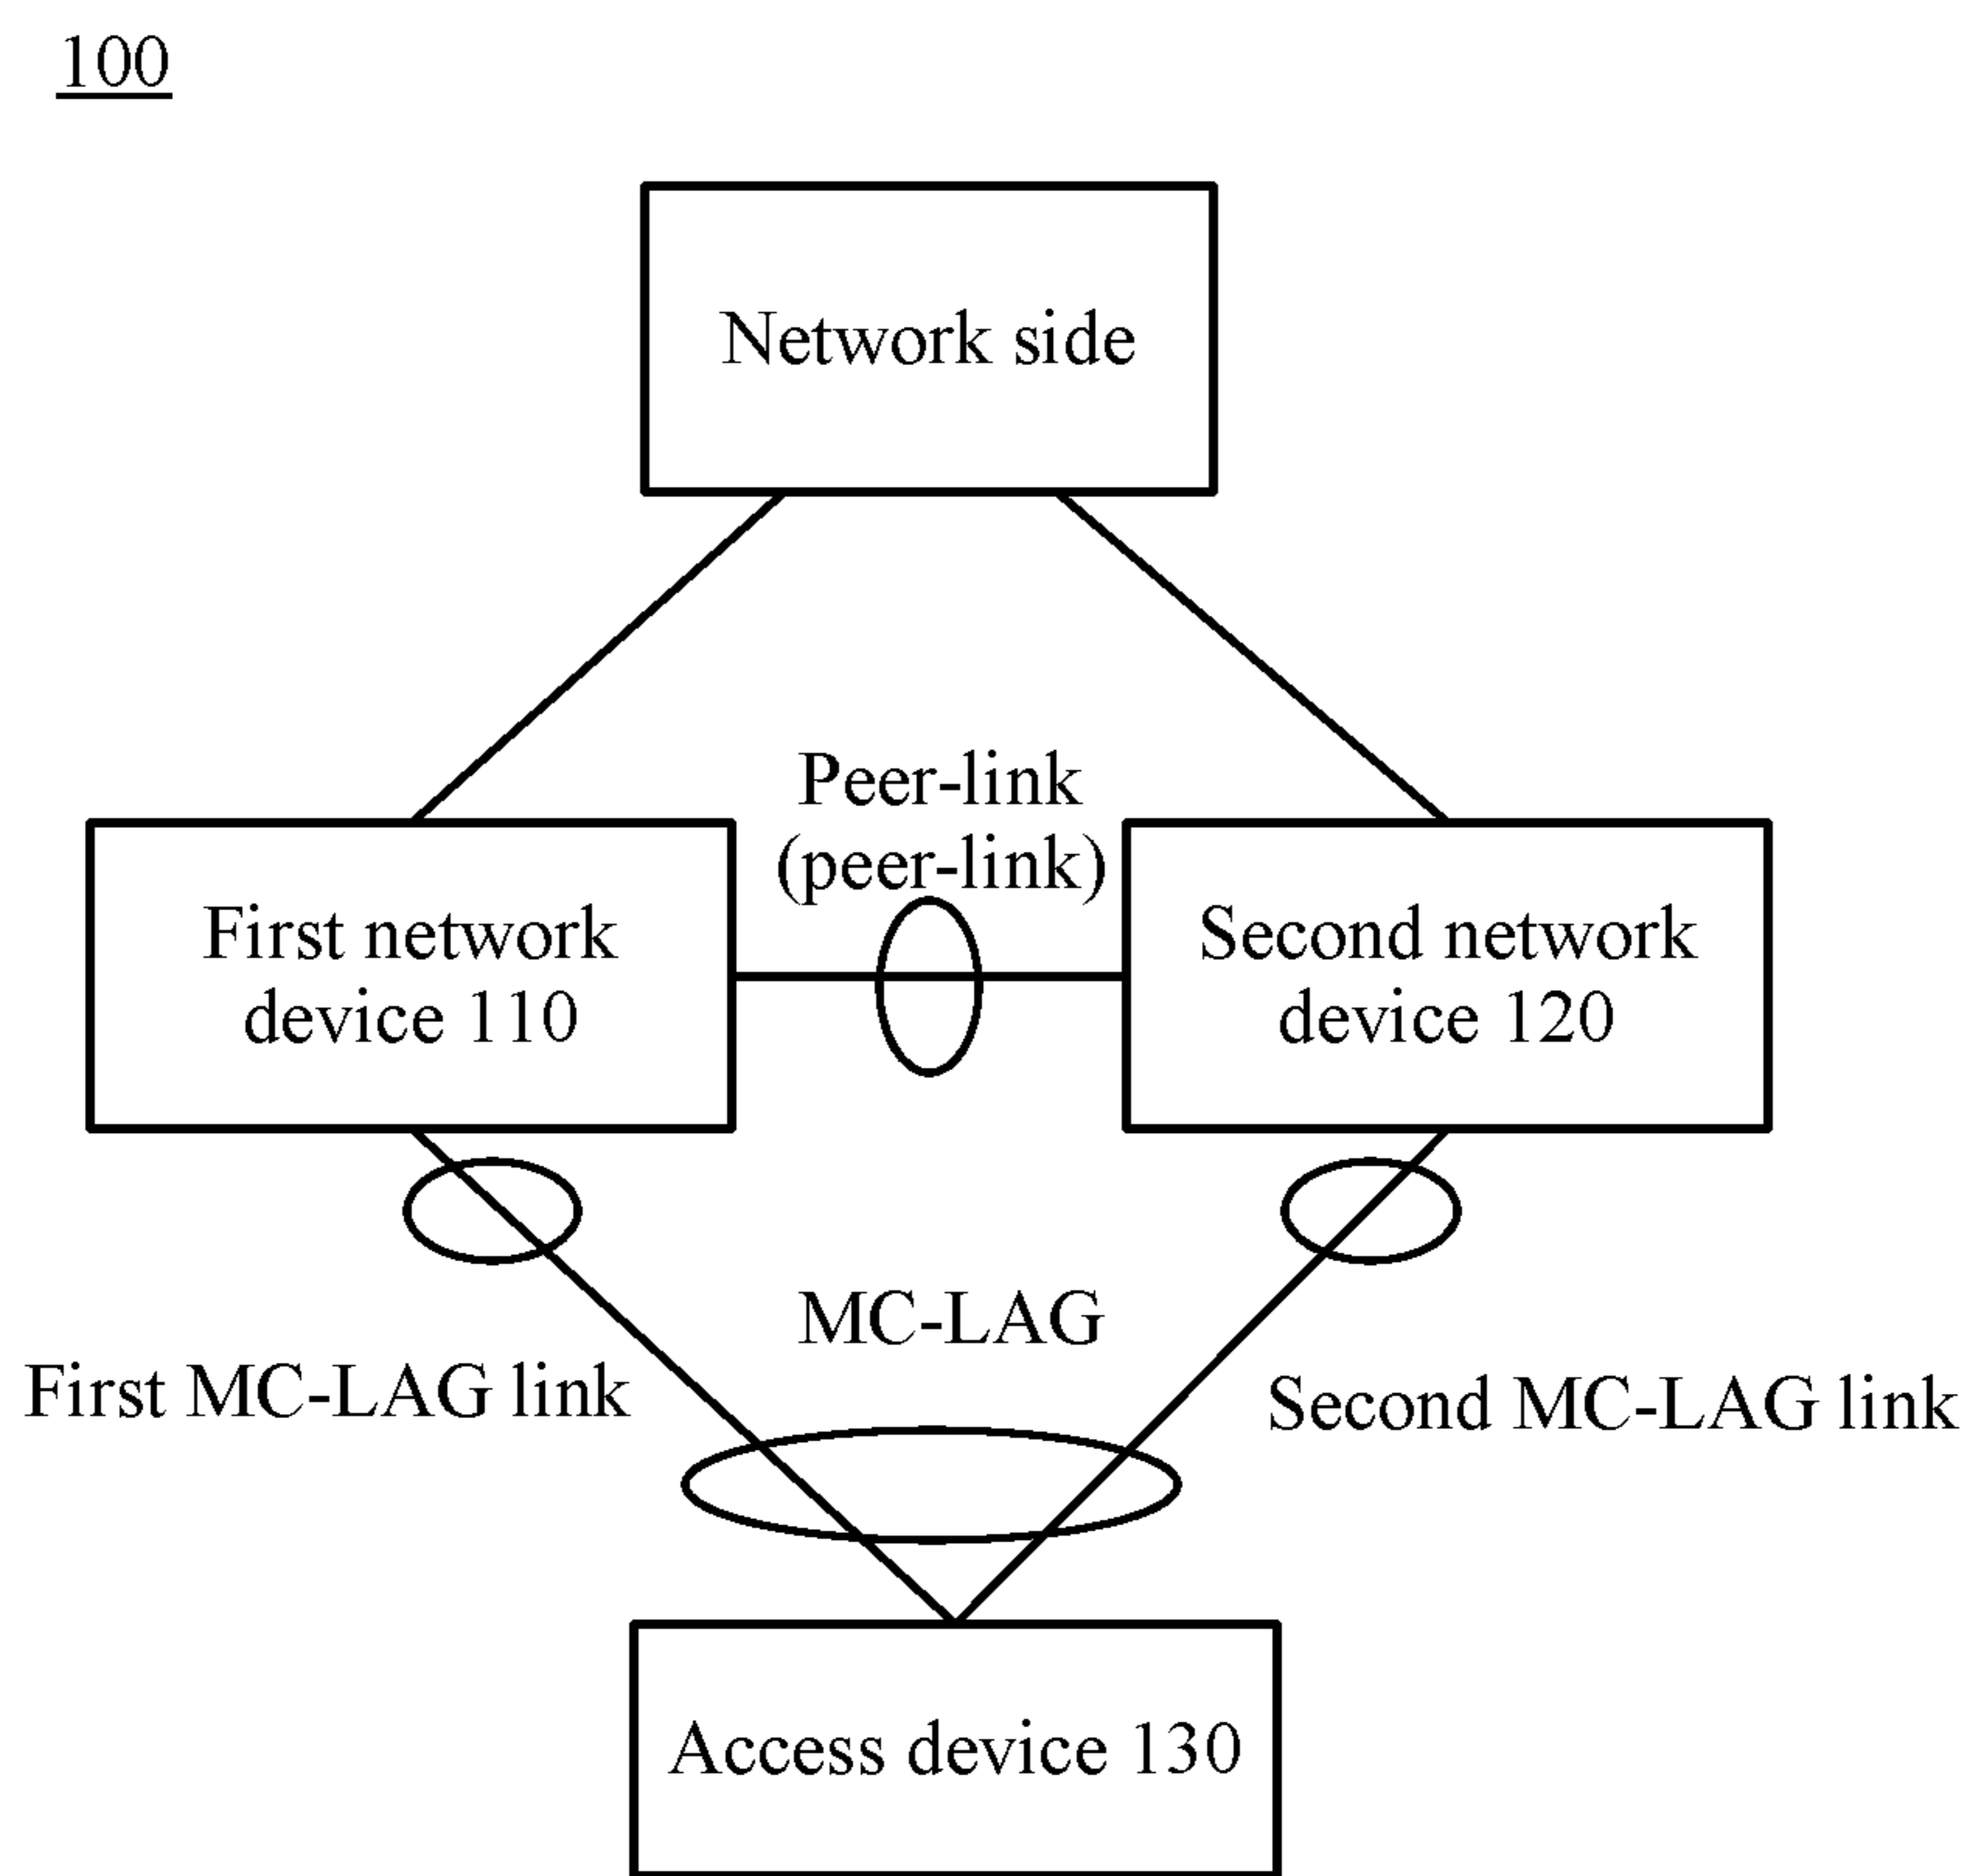 100
Network side
Peer-link
(peer-link)
First network
device 110
Second network
device 120
MC-LAG
First MC-LAG link
Second MC-LAG link
Access device 130